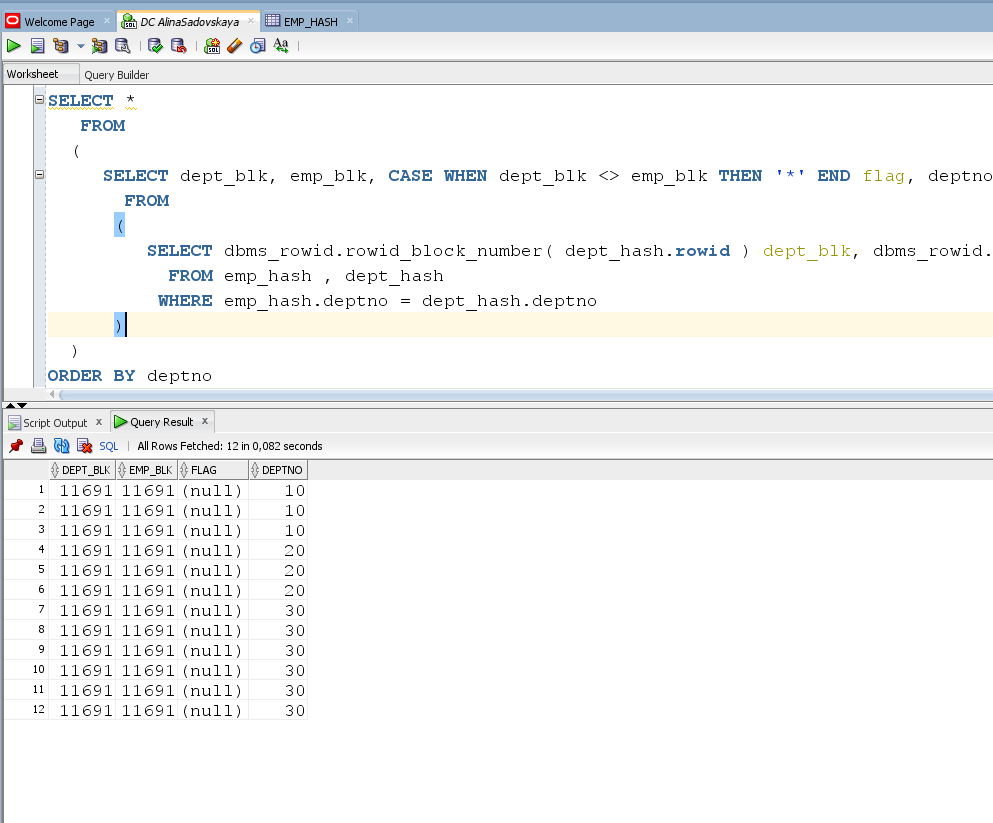 Welcome Page × DC AlinaSadovskaya × EMP_HASH ×
Worksheet Query Builder
SELECT *
FROM
(
SELECT dept_blk, emp_blk, CASE WHEN dept_blk <> emp_blk THEN '*' END flag, deptno
FROM
(
SELECT dbms_rowid.rowid_block_number( dept_hash.rowid ) dept_blk, dbms_rowid.
FROM emp_hash , dept_hash
WHERE emp_hash.deptno = dept_hash.deptno
)
)
ORDER BY deptno
Script Output × Query Result ×
SQL | All Rows Fetched: 12 in 0,082 seconds
DEPT_BLK EMP_BLK FLAG DEPTNO
1 11691 11691 (null) 10
2 11691 11691 (null) 10
3 11691 11691 (null) 10
4 11691 11691 (null) 20
5 11691 11691 (null) 20
6 11691 11691 (null) 20
7 11691 11691 (null) 30
8 11691 11691 (null) 30
9 11691 11691 (null) 30
10 11691 11691 (null) 30
11 11691 11691 (null) 30
12 11691 11691 (null) 30